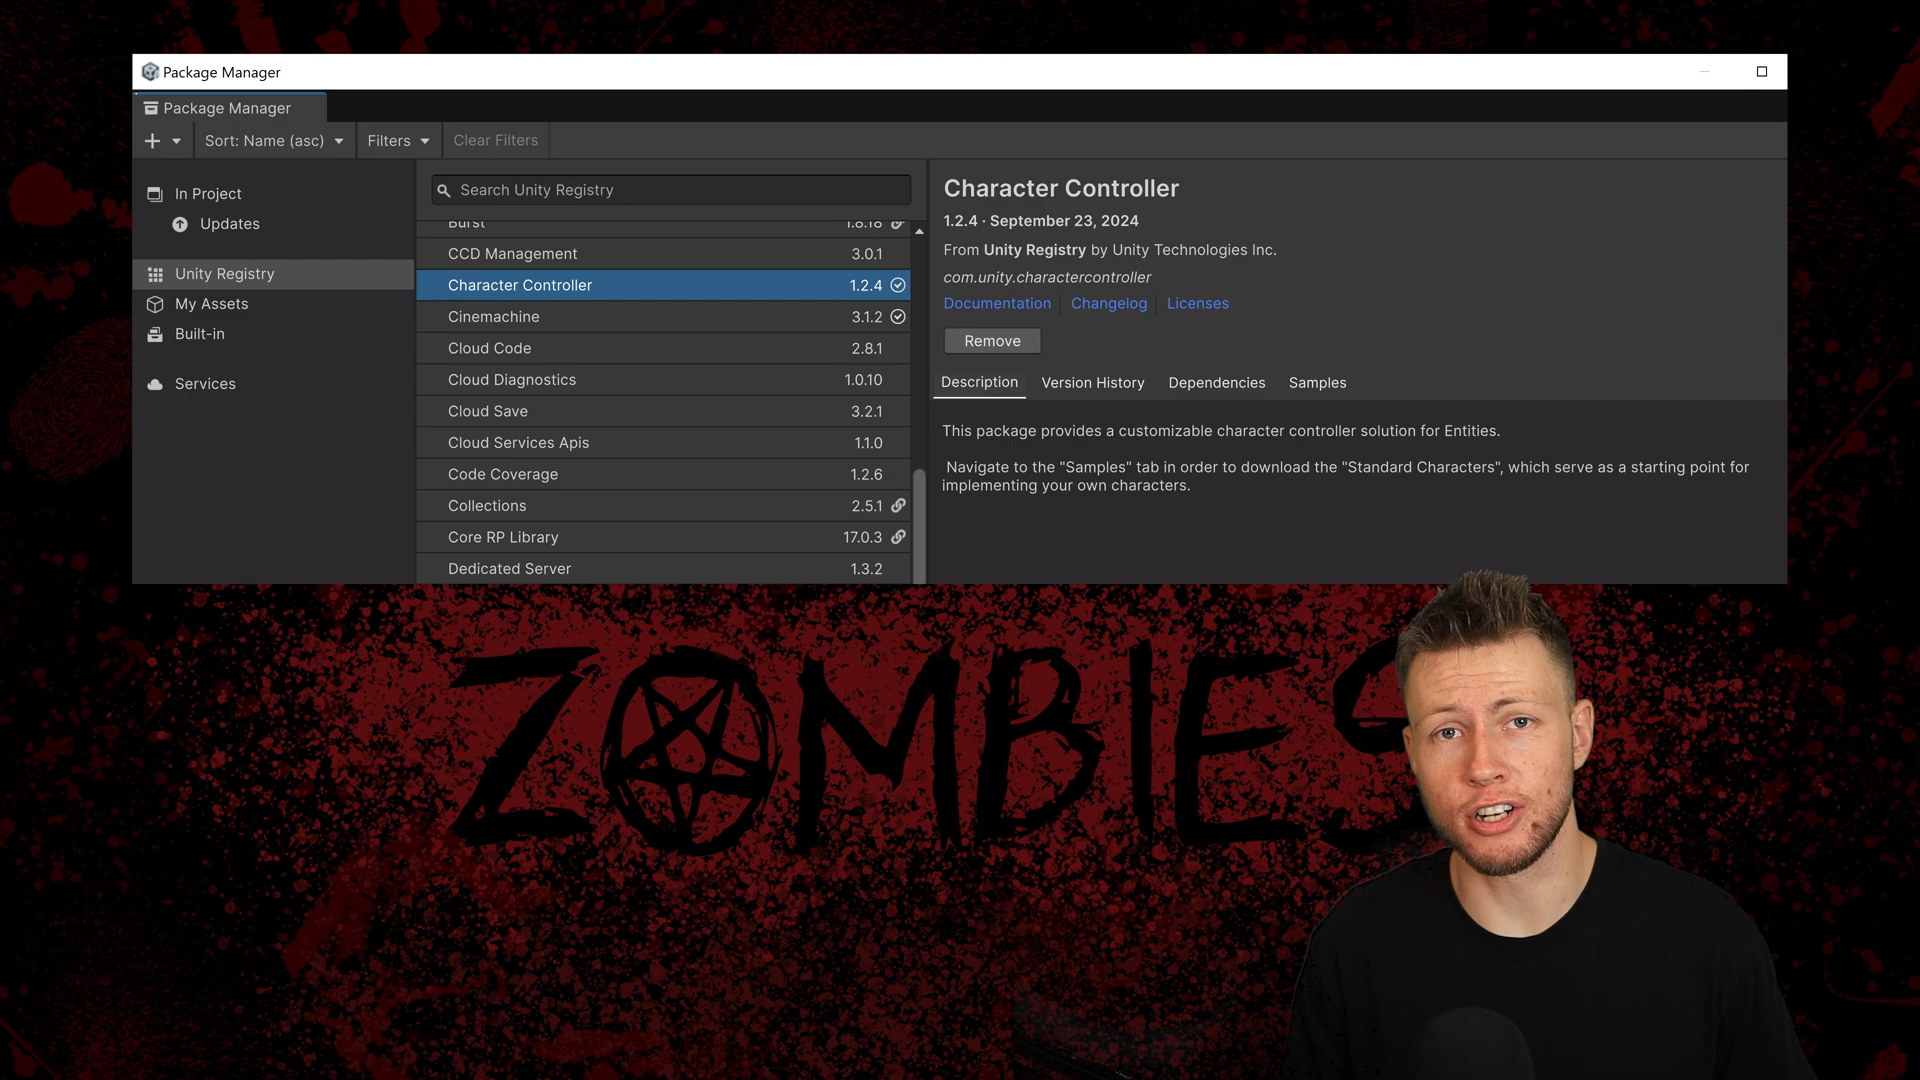 Package Manager
Package Manager
Sort: Name (asc)
Filters
Clear Filters
In Project
Updates
Unity Registry
My Assets
Built-in
Services
Search Unity Registry
Burst 1.8.18
CCD Management 3.0.1
Character Controller 1.2.4
Cinemachine 3.1.2
Cloud Code 2.8.1
Cloud Diagnostics 1.0.10
Cloud Save 3.2.1
Cloud Services Apis 1.1.0
Code Coverage 1.2.6
Collections 2.5.1
Core RP Library 17.0.3
Dedicated Server 1.3.2
Character Controller
1.2.4 · September 23, 2024
From Unity Registry by Unity Technologies Inc.
com.unity.charactercontroller
Documentation Changelog Licenses
Remove
Description Version History Dependencies Samples
This package provides a customizable character controller solution for Entities.
Navigate to the "Samples" tab in order to download the "Standard Characters", which serve as a starting point for
implementing your own characters.
ZOMBIES